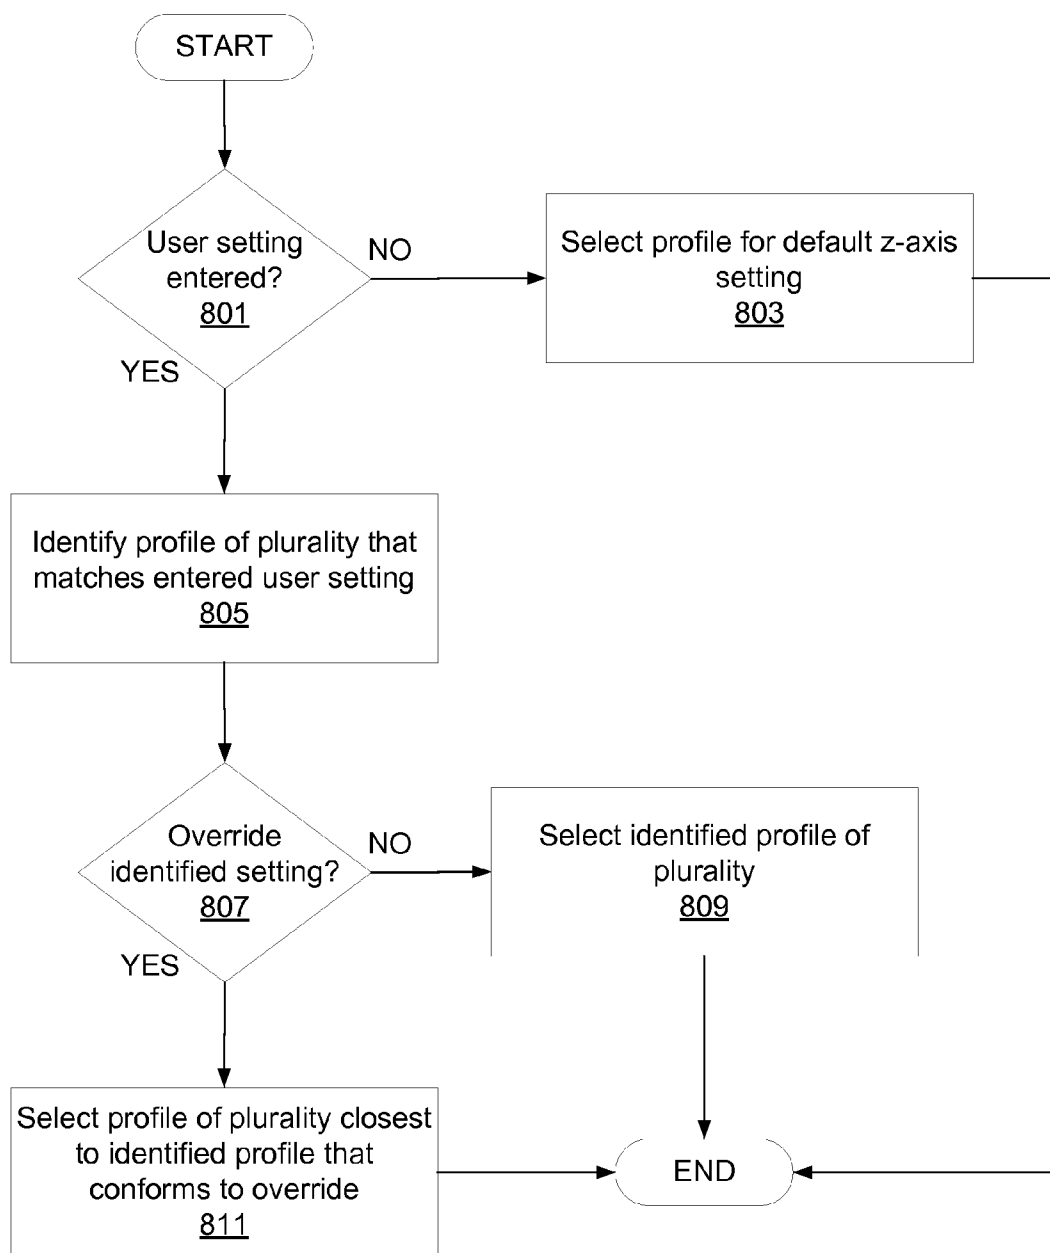 START
User setting
entered?
801
NO
YES
Select profile for default z-axis
setting
803
Identify profile of plurality that
matches entered user setting
805
Override
identified setting?
807
NO
YES
Select identified profile of
plurality
809
Select profile of plurality closest
to identified profile that
conforms to override
811
END